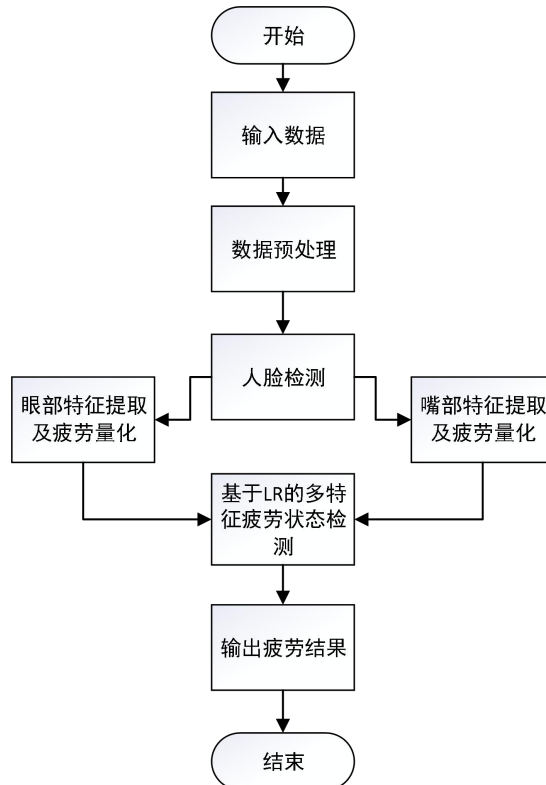 开始
输入数据
数据预处理
人脸检测
眼部特征提取
及疲劳量化
嘴部特征提取
及疲劳量化
基于LR的多特
征疲劳状态检
测
输出疲劳结果
结束